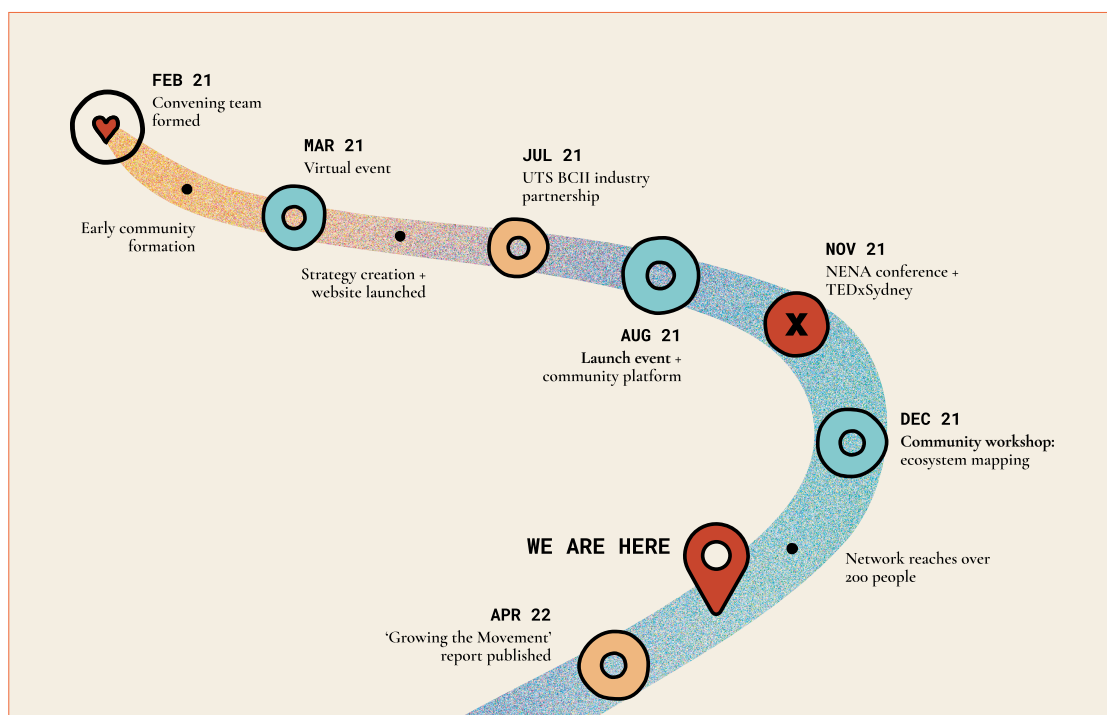 FEB 21
Convening team
formed
Early community
formation
MAR 21
Virtual event
Strategy creation +
website launched
JUL 21
UTS BCII industry
partnership
AUG 21
Launch event +
community platform
NOV 21
NENA conference +
TEDxSydney
X
DEC 21
Community workshop:
ecosystem mapping
Network reaches over
200 people
WE ARE HERE
APR 22
‘Growing the Movement’
report published